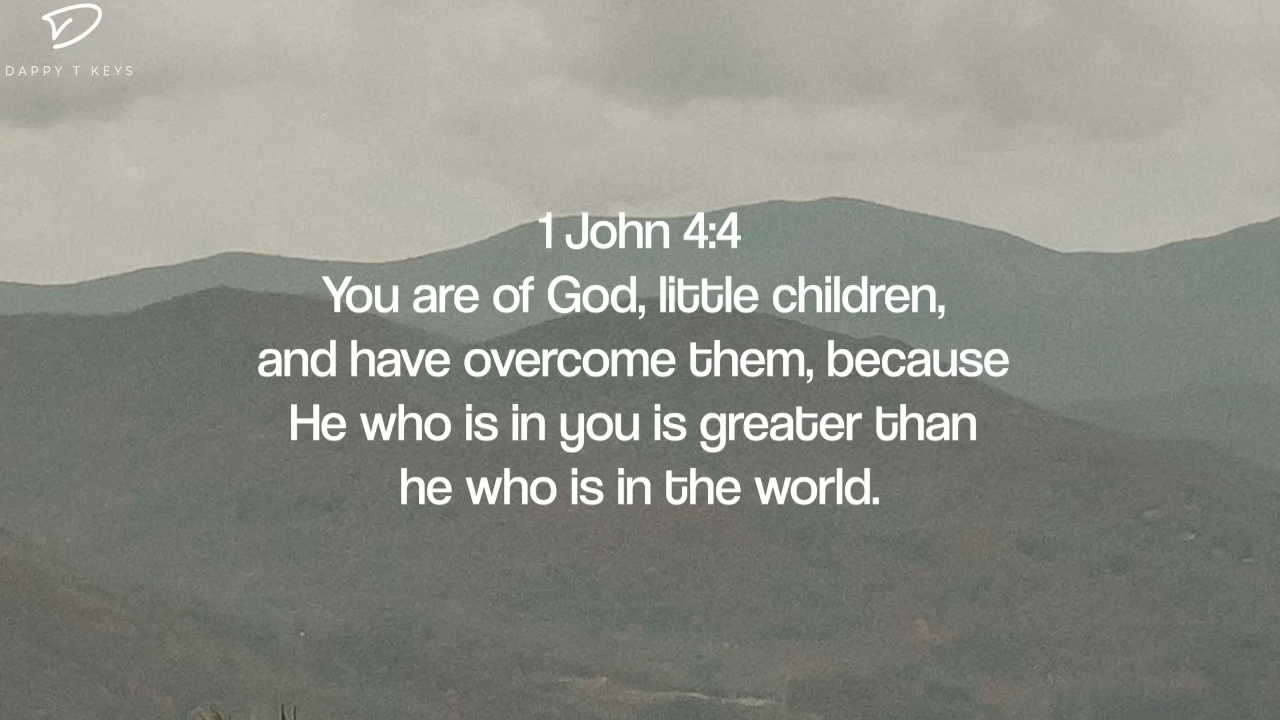 DAPPY T KEYS
1 John 4:4
You are of God, little children,
and have overcome them, because
He who is in you is greater than
he who is in the world.